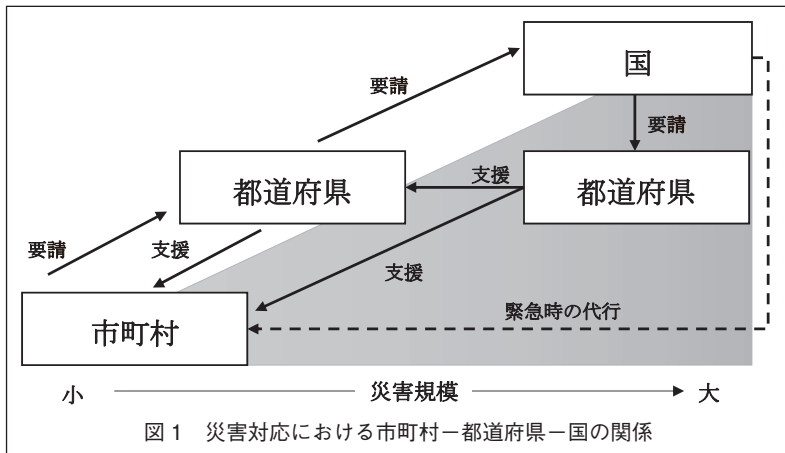 国
要請
要請
都道府県
支援
都道府県
要請
支援
支援
市町村
緊急時の代行
小
災害規模
大
図1 災害対応における市町村－都道府県－国の関係